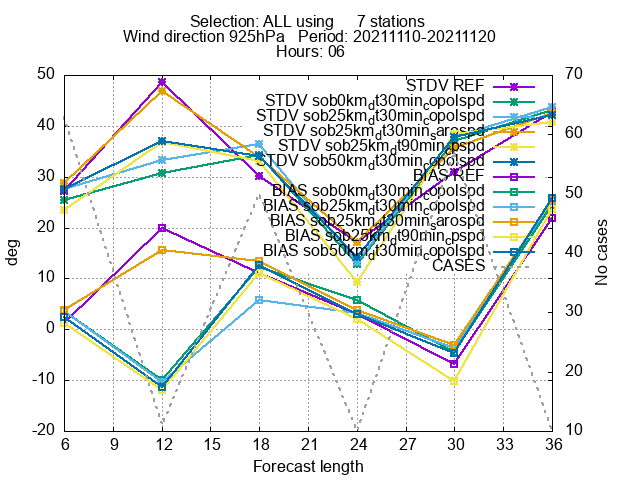 Selection: ALL using 7 stations
Wind direction 925hPa Period: 20211110-20211120
Hours: 06
50
40
30
20
10
0
-10
-20
deg
70
60
50
40
30
20
10
No cases
STDV REF
STDV sob0km_dt30min_copolspd
STDV sob25km_dt30min_copolspd
STDV sob25km_dt30min_sarospd
STDV sob25km_dt90min_cpspd
STDV sob50km_dt30min_copolspd
BIAS REF
BIAS sob0km_dt30min_copolspd
BIAS sob25km_dt30min_copolspd
BIAS sob25km_dt30min_sarospd
BIAS sob25km_dt90min_cpspd
BIAS sob50km_dt30min_copolspd
CASES
6 9 12 15 18 21 24 27 30 33 36
Forecast length